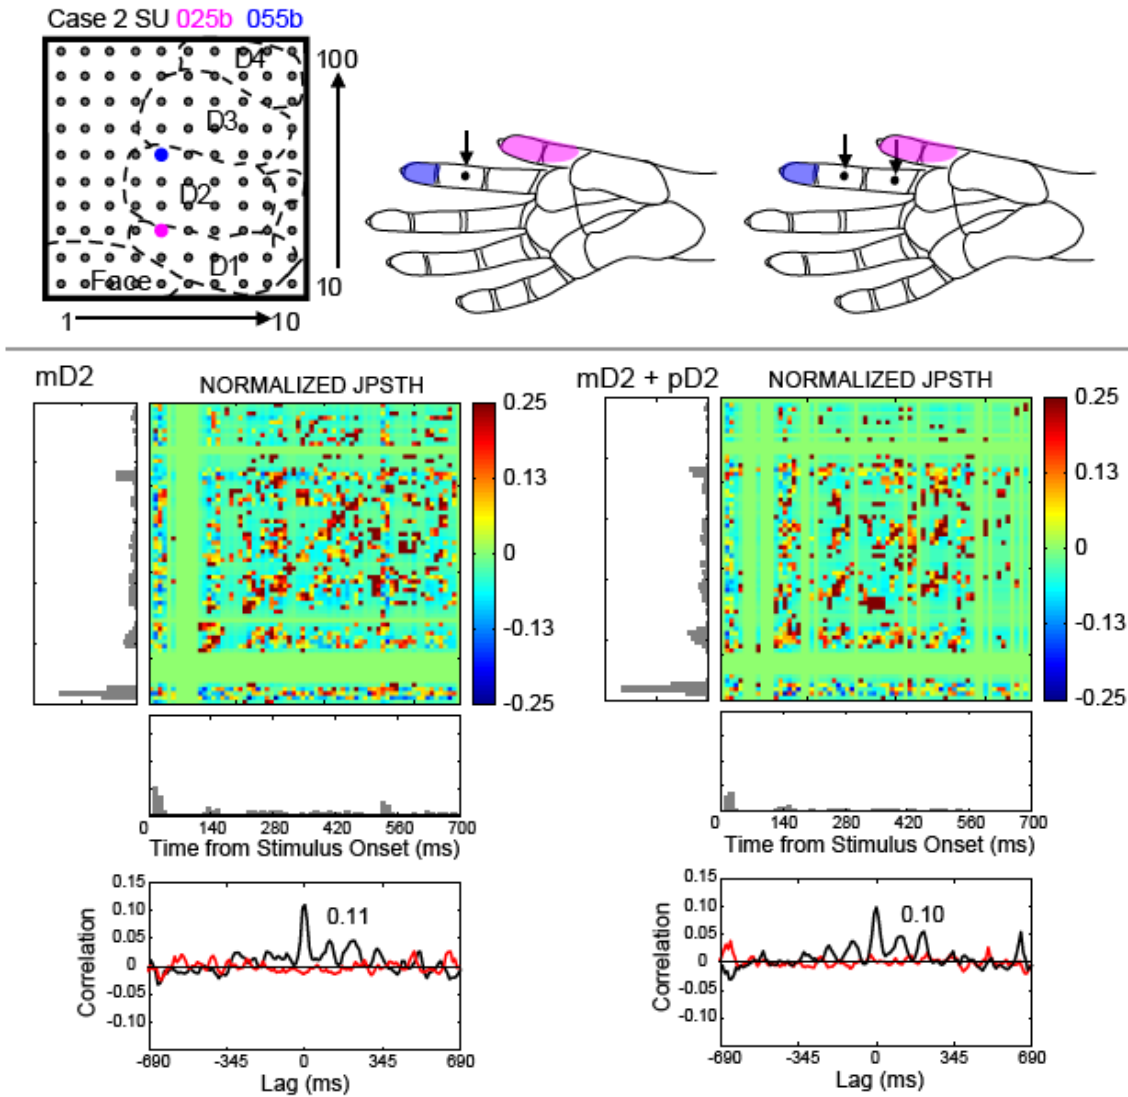 Case 2 SU 025b 055b
D4
100
D3
D2
D1
Face
10
1
10
mD2
NORMALIZED JPSTH
0.25
0.13
0
-0.13
-0.25
0 140 280 420 560 700
Time from Stimulus Onset (ms)
0.15
0.10
0.05
0
-0.05
-0.10
Correlation
0.11
-690 -345 0 345 690
Lag (ms)
mD2 + pD2
NORMALIZED JPSTH
0.25
0.13
0
-0.13
-0.25
0 140 280 420 560 700
Time from Stimulus Onset (ms)
0.15
0.10
0.05
0
-0.05
-0.10
Correlation
0.10
-690 -345 0 345 690
Lag (ms)